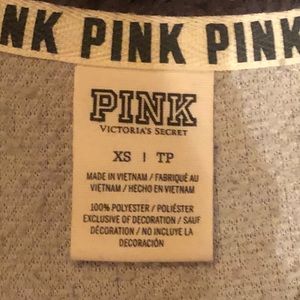 NK PINK PINK
PINK
VICTORIA'S SECRET
XS | TP
MADE IN VIETNAM / FABRIQUÉ AU
VIETNAM / HECHO EN VIETNAM
100% POLYESTER / POLIÉSTER
EXCLUSIVE OF DECORATION / SAUF
DÉCORATION / NO INCLUYE LA
DECORACIÓN